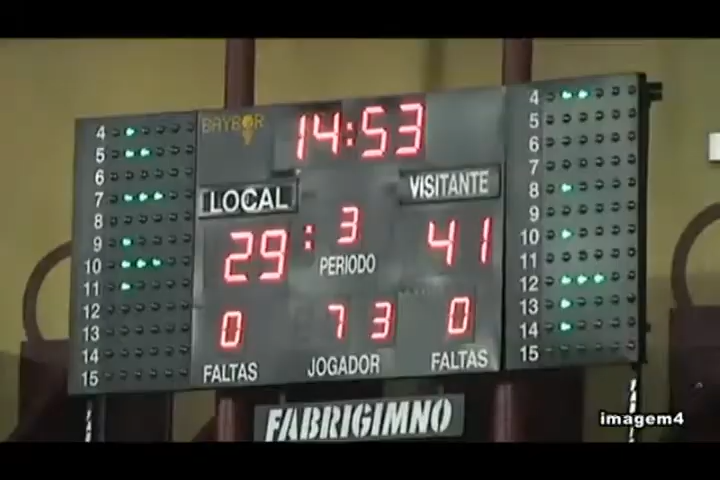 BAYBOR
14:53
LOCAL
VISITANTE
29 : 3 41
PERIODO
0 7 3 0
FALTAS JOGADOR FALTAS
4
5
6
7
8
9
10
11
12
13
14
15
4
5
6
7
8
9
10
11
12
13
14
15
FABRIGIMNO
imagem4